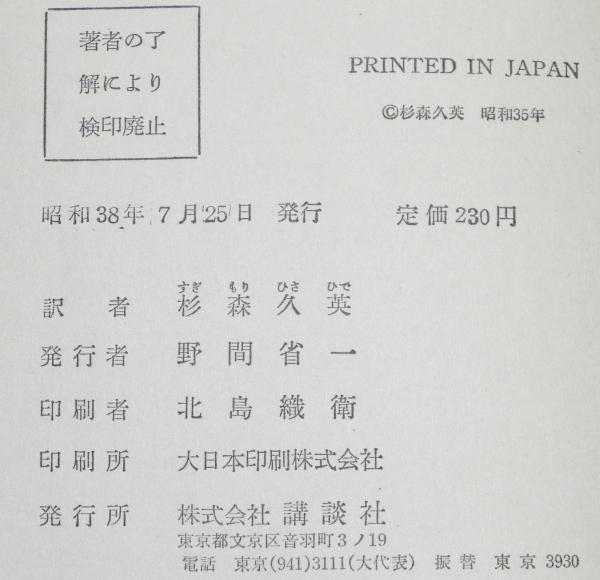 著者の了
解により
検印廃止
PRINTED IN JAPAN
©杉森久英 昭和35年
昭和38年7月25日 発行 定価230円
すぎ もり ひさ ひで
訳者 杉森久英
発行者 野間省一
印刷者 北島織衛
印刷所 大日本印刷株式会社
発行所 株式会社 講談社
東京都文京区音羽町3ノ19
電話 東京(941)3111(大代表) 振替 東京 3930